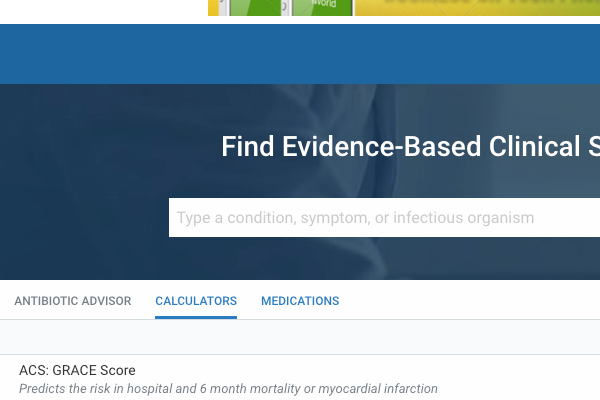 World
Find Evidence-Based Clinical S
Type a condition, symptom, or infectious organism
ANTIBIOTIC ADVISOR CALCULATORS MEDICATIONS
ACS: GRACE Score
Predicts the risk in hospital and 6 month mortality or myocardial infarction